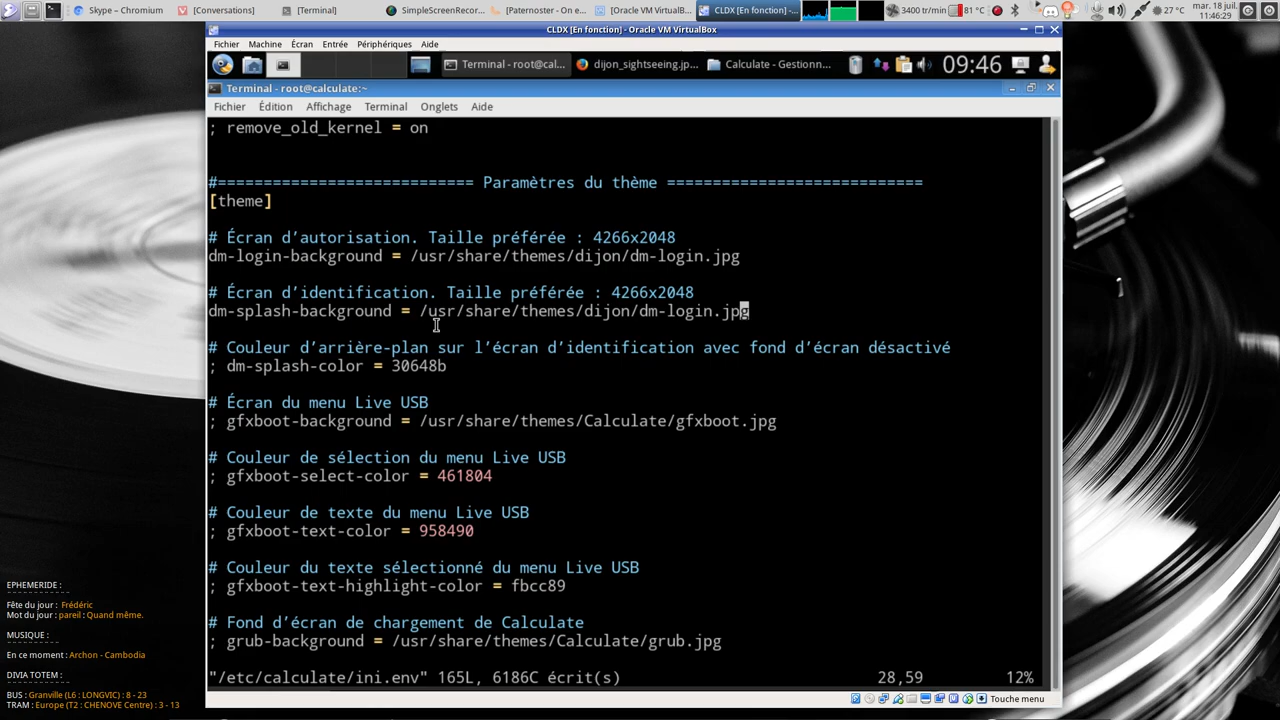 Skype – Chromium
[Conversations]
[Terminal]
SimpleScreenRecor...
[Paternoster - On e...
[Oracle VM VirtualB...
CLDX [En fonction] -...
3400 tr/min
81 °C
27 °C
mar. 18 juil.
11:46:29
CLDX [En fonction] - Oracle VM VirtualBox
Fichier Machine Écran Entrée Périphériques Aide
Terminal - root@cal...
dijon_sightseeing.jp...
Calculate - Gestionn...
09:46
Terminal - root@calculate:~
Fichier Édition Affichage Terminal Onglets Aide
; remove_old_kernel = on
#============================ Paramètres du thème ============================
[theme]
# Écran d’autorisation. Taille préférée : 4266x2048
dm-login-background = /usr/share/themes/dijon/dm-login.jpg
# Écran d’identification. Taille préférée : 4266x2048
dm-splash-background = /usr/share/themes/dijon/dm-login.jpg
# Couleur d’arrière-plan sur l’écran d’identification avec fond d’écran désactivé
; dm-splash-color = 30648b
# Écran du menu Live USB
; gfxboot-background = /usr/share/themes/Calculate/gfxboot.jpg
# Couleur de sélection du menu Live USB
; gfxboot-select-color = 461804
# Couleur de texte du menu Live USB
; gfxboot-text-color = 958490
# Couleur du texte sélectionné du menu Live USB
; gfxboot-text-highlight-color = fbcc89
# Fond d’écran de chargement de Calculate
; grub-background = /usr/share/themes/Calculate/grub.jpg
"/etc/calculate/ini.env" 165L, 6186C écrit(s) 28,59 12%
Touche menu
EPHEMERIDE :
Fête du jour : Frédéric
Mot du jour : pareil : Quand même.
MUSIQUE :
En ce moment : Archon - Cambodia
DIVIA TOTEM :
BUS : Granville (L6 : LONGVIC) : 8 - 23
TRAM : Europe (T2 : CHENOVE Centre) : 3 - 13